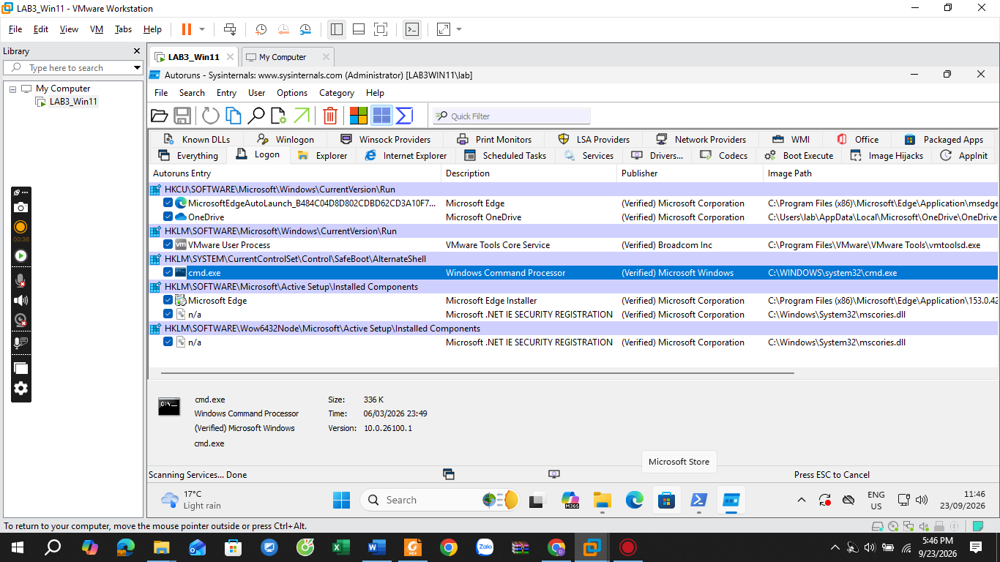 LAB3_Win11 - VMware Workstation
File Edit View VM Tabs Help
Library
Type here to search
My Computer
LAB3_Win11
LAB3_Win11
My Computer
Autoruns - Sysinternals: www.sysinternals.com (Administrator) [LAB3WIN11\lab]
File Search Entry User Options Category Help
Quick Filter
Known DLLs Winlogon Winsock Providers Print Monitors LSA Providers Network Providers WMI Office Packaged Apps
Everything Logon Explorer Internet Explorer Scheduled Tasks Services Drivers... Codecs Boot Execute Image Hijacks AppInit
Autoruns Entry Description Publisher Image Path
HKCU\SOFTWARE\Microsoft\Windows\CurrentVersion\Run
MicrosoftEdgeAutoLaunch_B484C04D8D802CDBD62CD3A10F7... Microsoft Edge (Verified) Microsoft Corporation C:\Program Files (x86)\Microsoft\Edge\Application\msedge
OneDrive Microsoft OneDrive (Verified) Microsoft Corporation C:\Users\lab\AppData\Local\Microsoft\OneDrive\OneDrive
HKLM\SOFTWARE\Microsoft\Windows\CurrentVersion\Run
VMware User Process VMware Tools Core Service (Verified) Broadcom Inc C:\Program Files\VMware\VMware Tools\vmtoolsd.exe
HKLM\SYSTEM\CurrentControlSet\Control\SafeBoot\AlternateShell
cmd.exe Windows Command Processor (Verified) Microsoft Windows C:\WINDOWS\system32\cmd.exe
HKLM\SOFTWARE\Microsoft\Active Setup\Installed Components
Microsoft Edge Microsoft Edge Installer (Verified) Microsoft Corporation C:\Program Files (x86)\Microsoft\Edge\Application\153.0.42
n/a Microsoft .NET IE SECURITY REGISTRATION (Verified) Microsoft Corporation C:\Windows\System32\mscories.dll
HKLM\SOFTWARE\Wow6432Node\Microsoft\Active Setup\Installed Components
n/a Microsoft .NET IE SECURITY REGISTRATION (Verified) Microsoft Corporation C:\Windows\System32\mscories.dll
00:36
cmd.exe Size: 336 K
Windows Command Processor Time: 06/03/2026 23:49
(Verified) Microsoft Windows Version: 10.0.26100.1
cmd.exe
Microsoft Store
Scanning Services... Done Press ESC to Cancel
17°C
Light rain
Search
M365
ENG
US
11:46
23/09/2026
To return to your computer, move the mouse pointer outside or press Ctrl+Alt.
Zalo
5:46 PM
9/23/2026